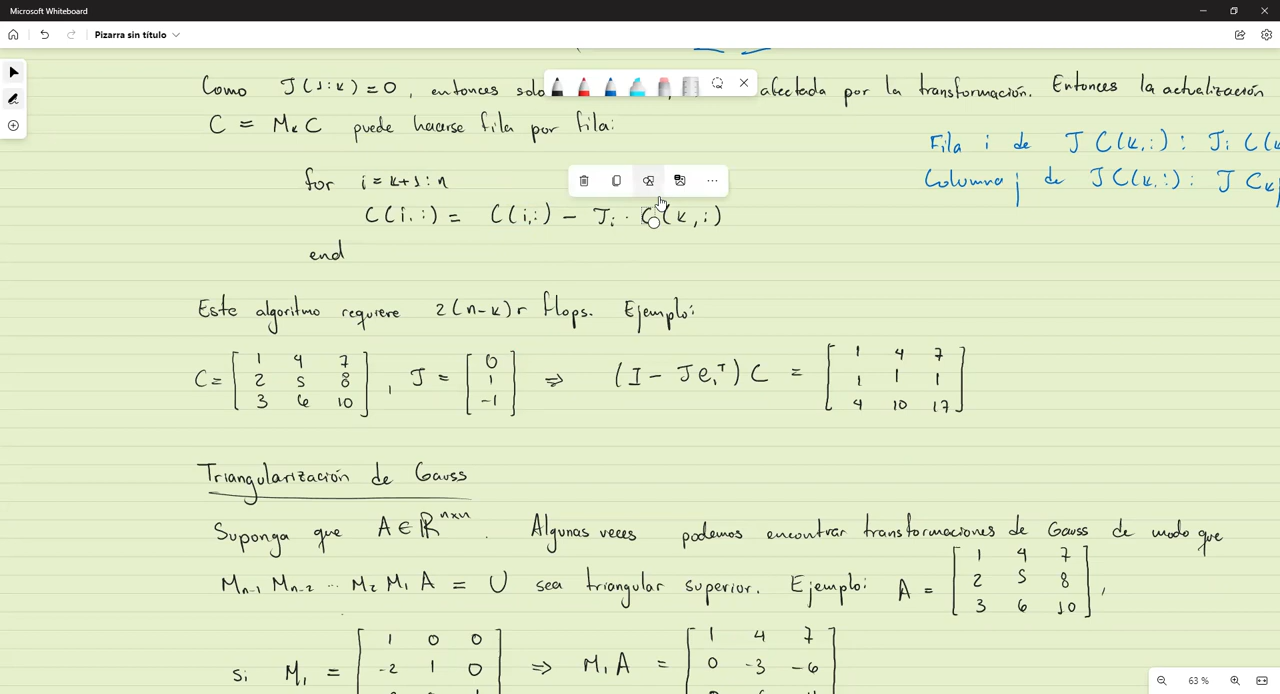 Microsoft Whiteboard
Pizarra sin título
Como J(1:k)=0, entonces solo afectada por la transformación. Entonces la actualización
C = MₖC puede hacerse fila por fila:
Fila i de J C(k,:): Jᵢ C(k
Columna j de J C(k,:): J Cₖⱼ
for i=k+1:n
C(i,:) = C(i,:) - Jᵢ · C(k,:)
end
Este algoritmo requiere 2(n-k)r flops. Ejemplo:
C = [1 4 7
2 5 8
3 6 10], J = [0
1
-1] ⇒ (I - Je₁ᵀ)C = [1 4 7
1 1 1
4 10 17]
Triangularización de Gauss
Suponga que A ∈ ℝⁿˣⁿ. Algunas veces podemos encontrar transformaciones de Gauss de modo que
Mₙ₋₁ Mₙ₋₂ ... M₂ M₁ A = U sea triangular superior. Ejemplo: A = [1 4 7
2 5 8
3 6 10],
si M₁ = [1 0 0
-2 1 0 ⇒ M₁A = [1 4 7
0 -3 -6
63 %